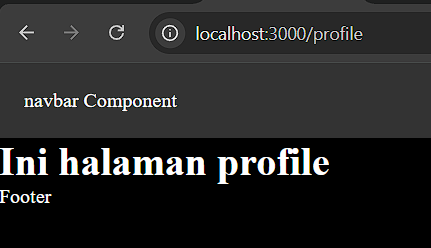 localhost:3000/profile
navbar Component
Ini halaman profile
Footer